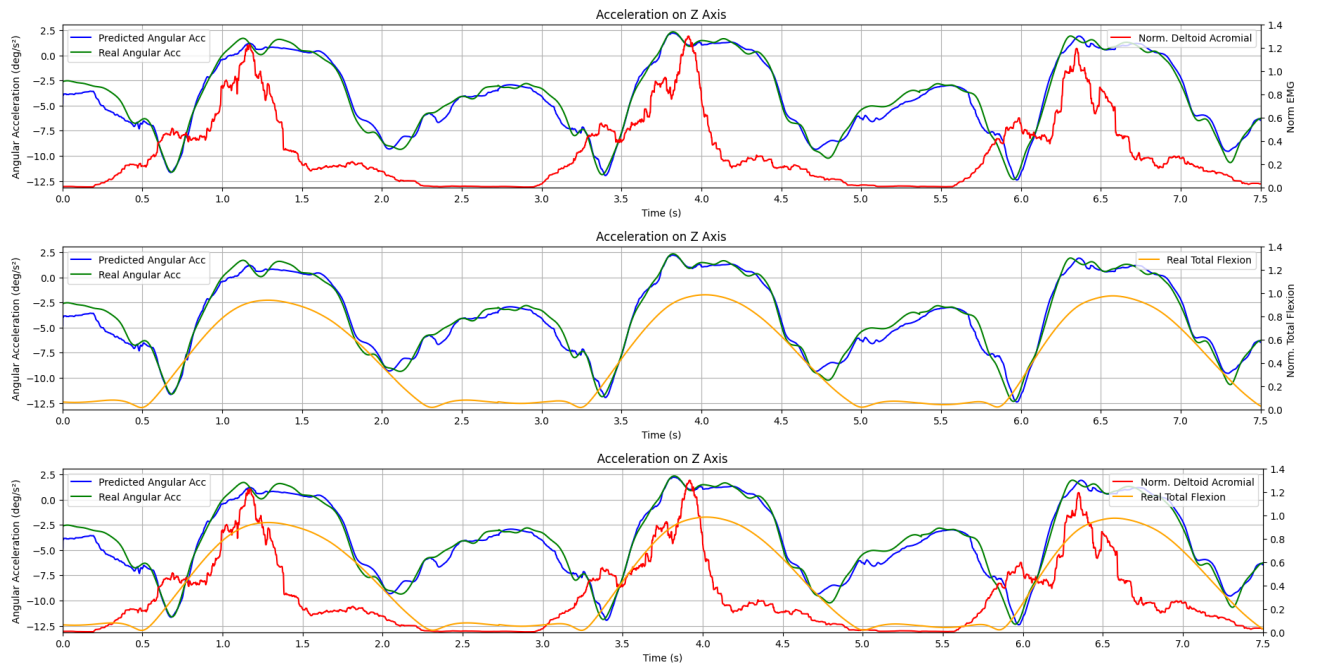 Acceleration on Z Axis
Angular Acceleration (deg/s²)
2.5
0.0
−2.5
−5.0
−7.5
−10.0
−12.5
Predicted Angular Acc
Real Angular Acc
Norm. Deltoid Acromial
1.4
1.2
1.0
0.8
0.6
0.4
0.2
0.0
Norm EMG
0.0 0.5 1.0 1.5 2.0 2.5 3.0 3.5 4.0 4.5 5.0 5.5 6.0 6.5 7.0 7.5
Time (s)
Acceleration on Z Axis
Angular Acceleration (deg/s²)
2.5
0.0
−2.5
−5.0
−7.5
−10.0
−12.5
Predicted Angular Acc
Real Angular Acc
Real Total Flexion
1.4
1.2
1.0
0.8
0.6
0.4
0.2
0.0
Norm. Total Flexion
0.0 0.5 1.0 1.5 2.0 2.5 3.0 3.5 4.0 4.5 5.0 5.5 6.0 6.5 7.0 7.5
Time (s)
Acceleration on Z Axis
Angular Acceleration (deg/s²)
2.5
0.0
−2.5
−5.0
−7.5
−10.0
−12.5
Predicted Angular Acc
Real Angular Acc
Norm. Deltoid Acromial
Real Total Flexion
1.4
1.2
1.0
0.8
0.6
0.4
0.2
0.0
0.0 0.5 1.0 1.5 2.0 2.5 3.0 3.5 4.0 4.5 5.0 5.5 6.0 6.5 7.0 7.5
Time (s)